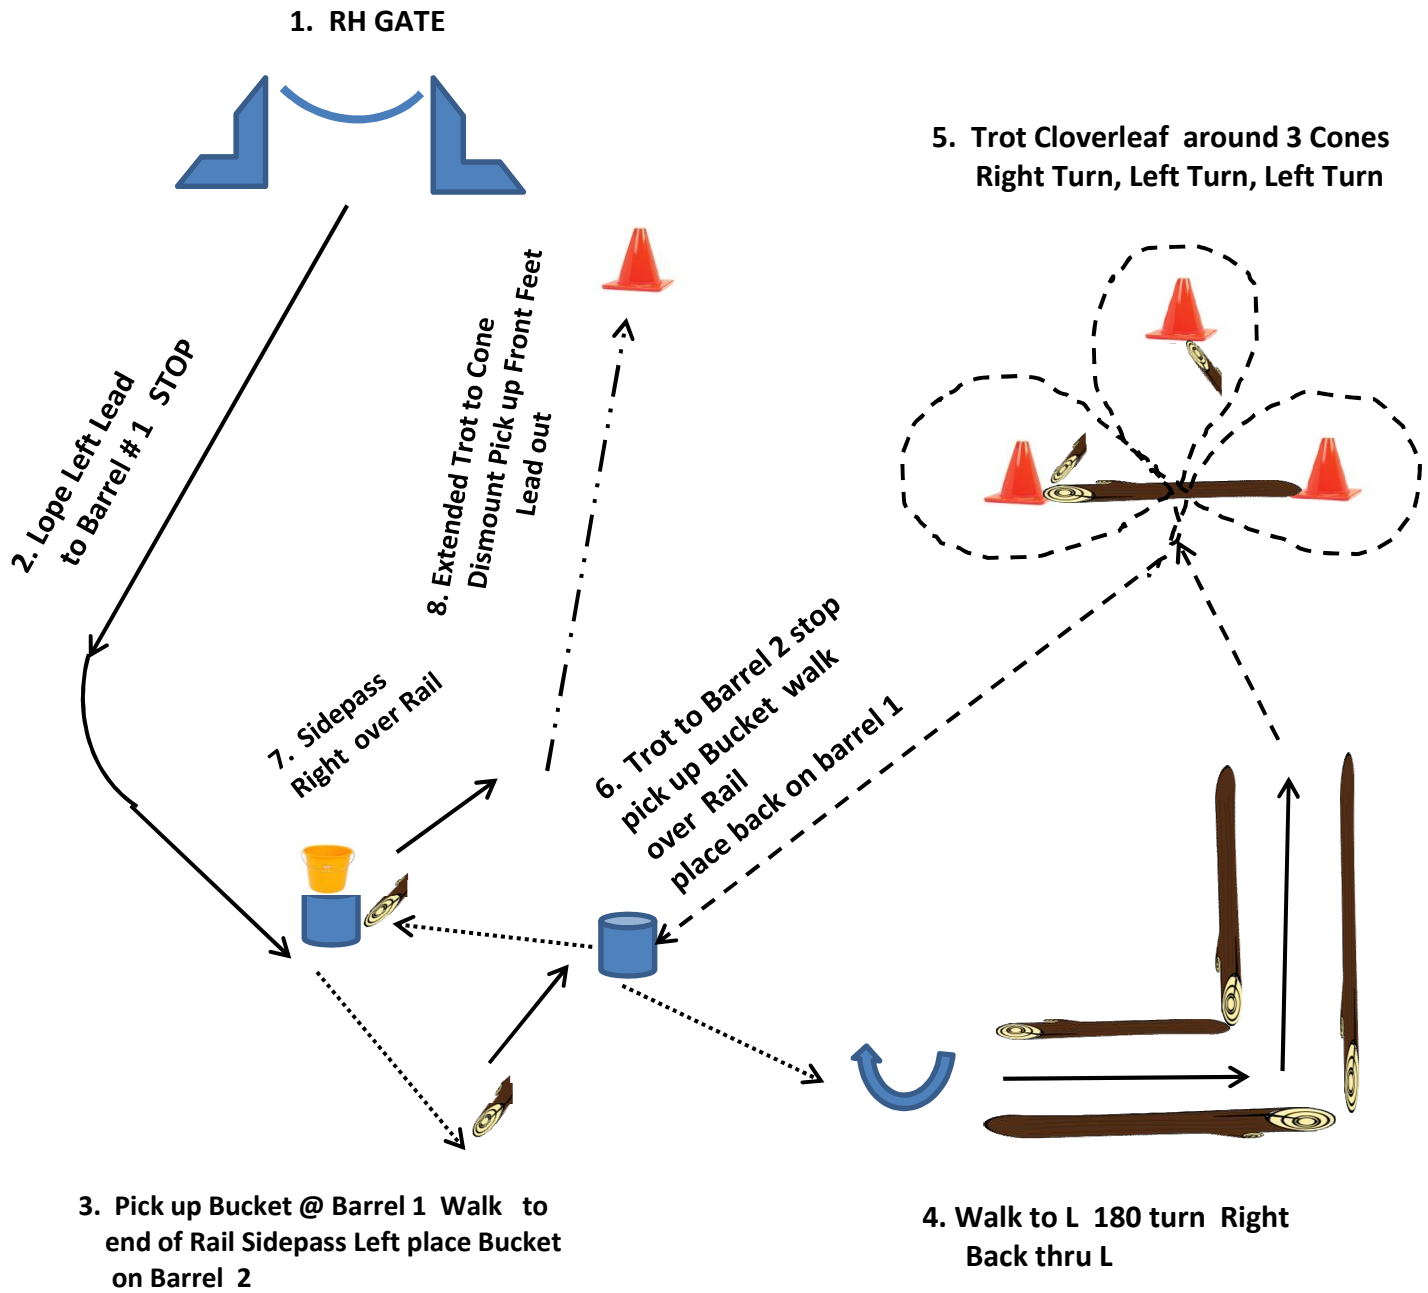 1. RH GATE
2. Lope Left Lead
to Barrel # 1 STOP
3. Pick up Bucket @ Barrel 1 Walk to
end of Rail Sidepass Left place Bucket
on Barrel 2
4. Walk to L 180 turn Right
Back thru L
5. Trot Cloverleaf around 3 Cones
Right Turn, Left Turn, Left Turn
6. Trot to Barrel 2 stop
pick up Bucket walk
over Rail
place back on barrel 1
7. Sidepass
Right over Rail
8. Extended Trot to Cone
Dismount Pick up Front Feet
Lead out